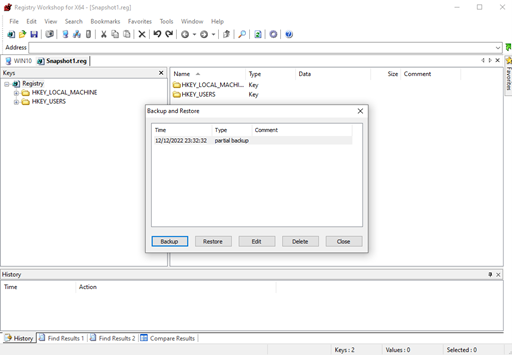 Registry Workshop for X64 - [Snapshot1.reg]
File Edit View Search Bookmarks Favorites Tools Window Help
Address
WIN10 Snapshot1.reg
Keys
Registry
HKEY_LOCAL_MACHINE
HKEY_USERS
Name Type Data Size Comment
HKEY_LOCAL_MACHI... Key
HKEY_USERS Key
Favorites
Backup and Restore
Time Type Comment
12/12/2022 23:32:32 partial backup
Backup Restore Edit Delete Close
History
Time Action
History Find Results 1 Find Results 2 Compare Results
Keys : 2 Values : 0 Selected : 0